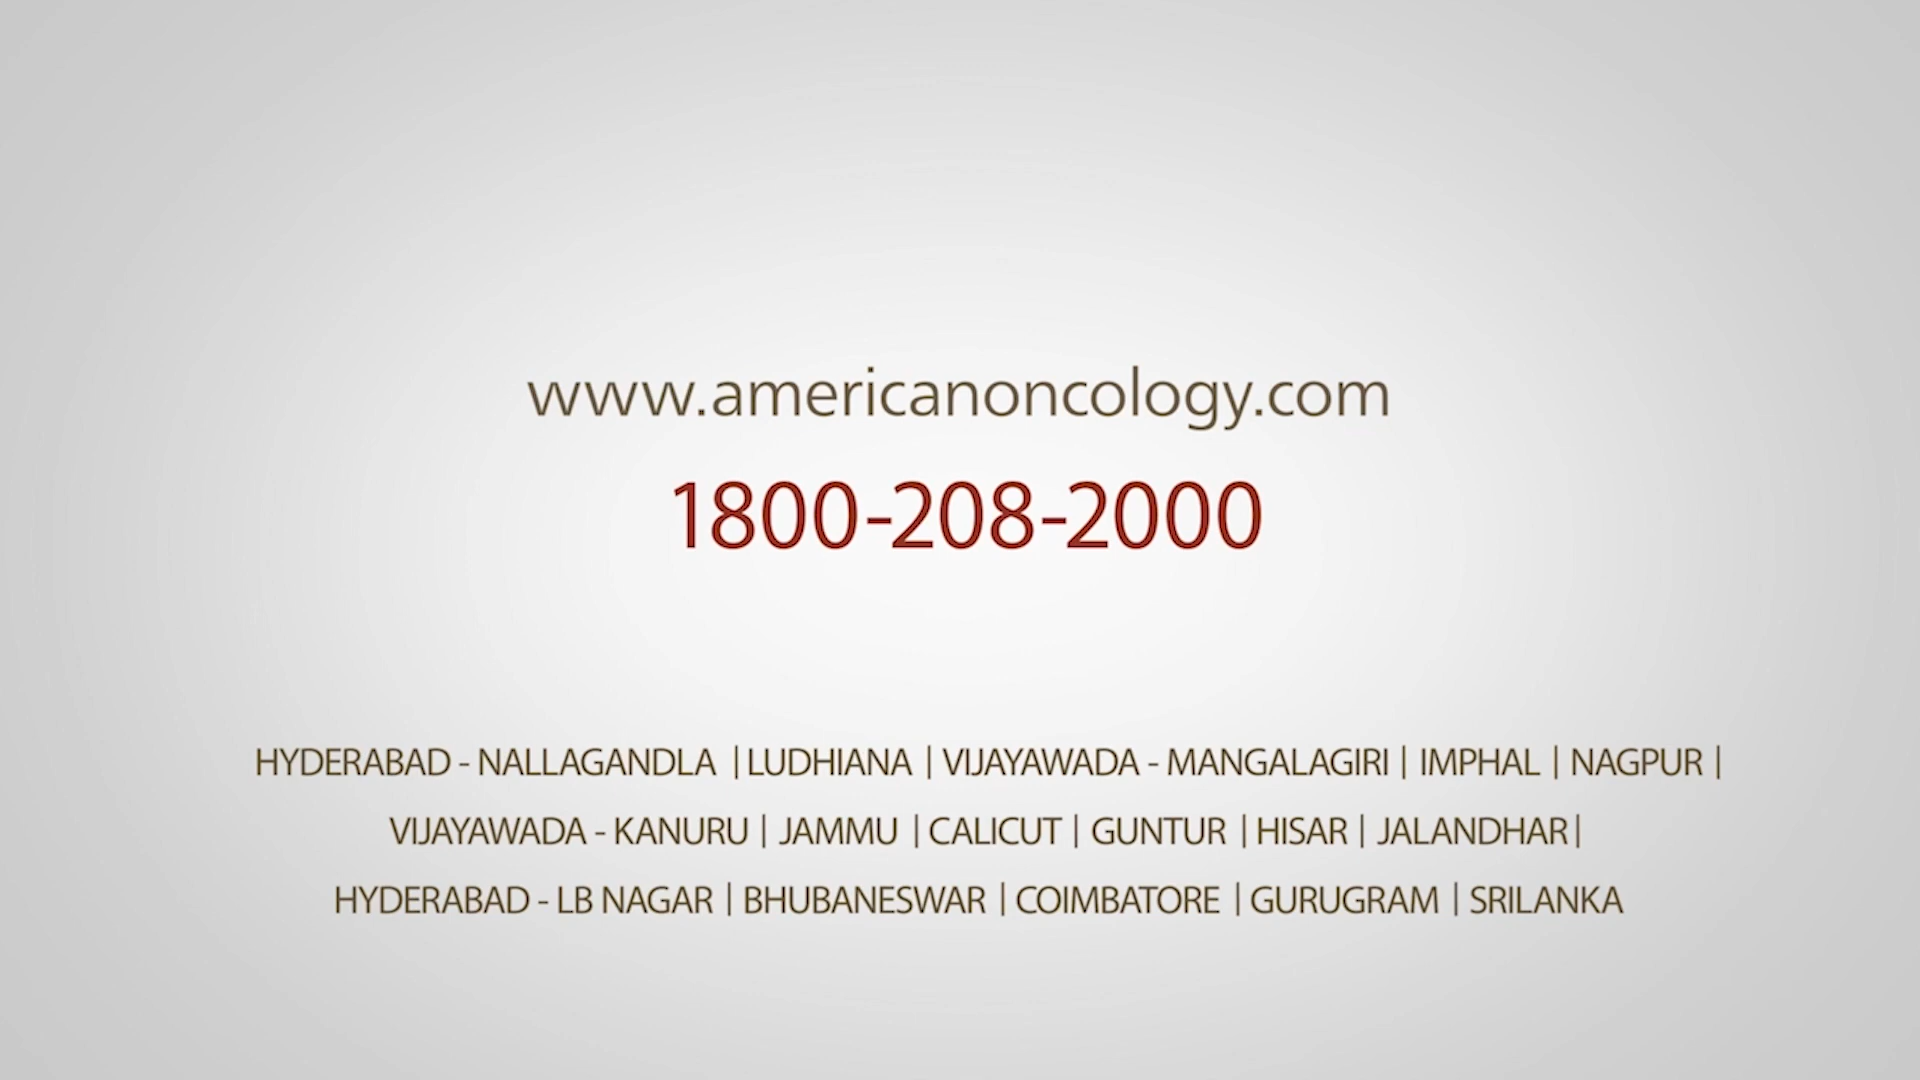 www.americanoncology.com
1800-208-2000
HYDERABAD - NALLAGANDLA | LUDHIANA | VIJAYAWADA - MANGALAGIRI | IMPHAL | NAGPUR |
VIJAYAWADA - KANURU | JAMMU | CALICUT | GUNTUR | HISAR | JALANDHAR |
HYDERABAD - LB NAGAR | BHUBANESWAR | COIMBATORE | GURUGRAM | SRILANKA